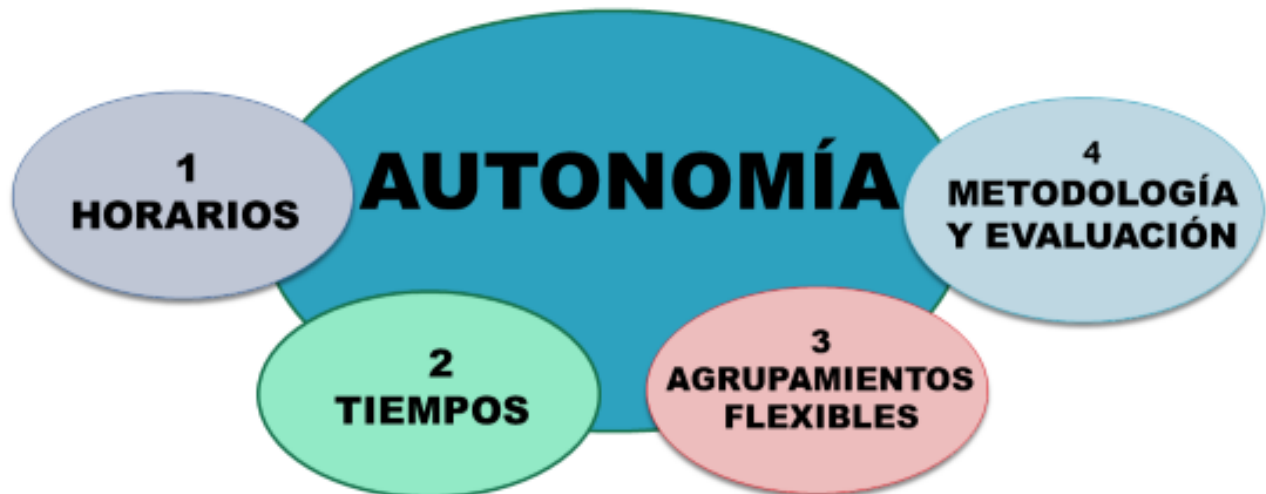 AUTONOMÍA
1
HORARIOS
2
TIEMPOS
3
AGRUPAMIENTOS
FLEXIBLES
4
METODOLOGÍA
Y EVALUACIÓN